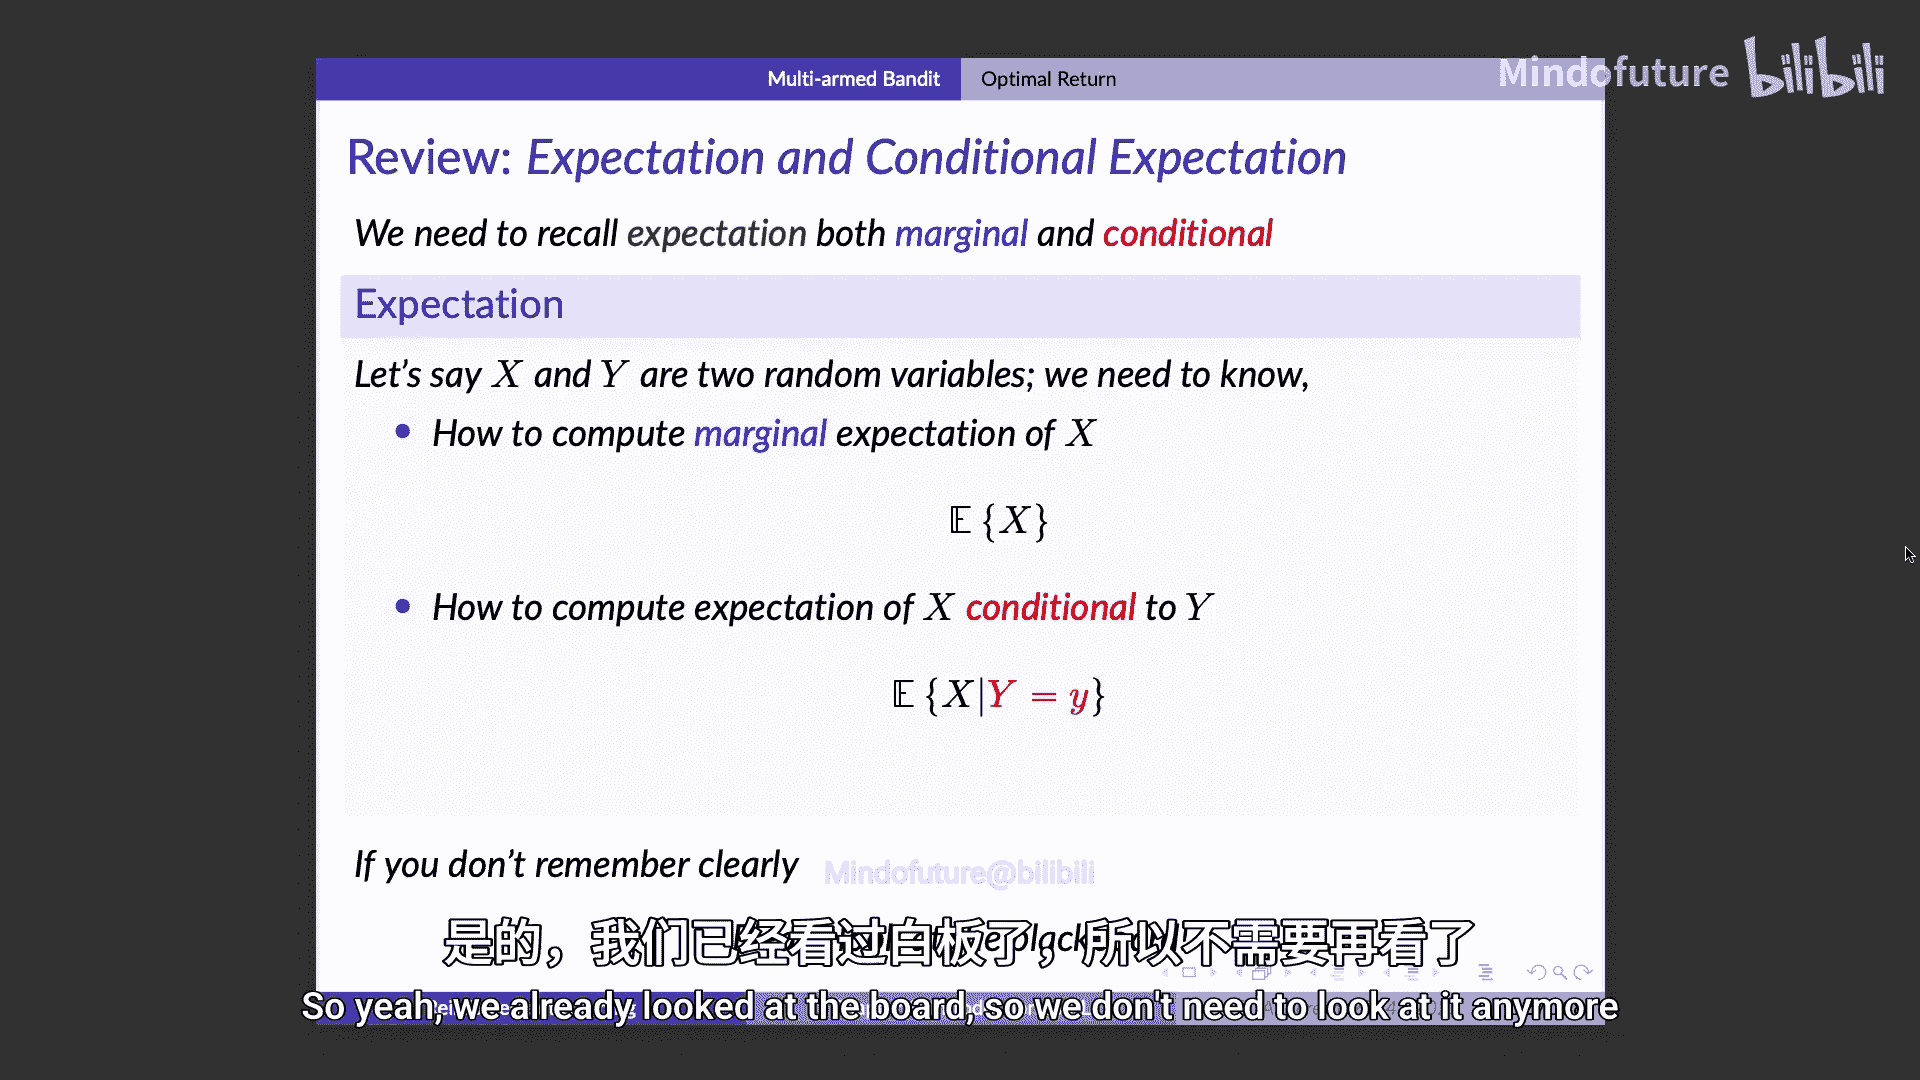 Multi-armed Bandit Optimal Return
Mindofuture bilibili
Review: Expectation and Conditional Expectation
We need to recall expectation both marginal and conditional
Expectation
Let's say X and Y are two random variables; we need to know,
• How to compute marginal expectation of X
𝔼 {X}
• How to compute expectation of X conditional to Y
𝔼 {X|Y = y}
If you don't remember clearly
Mindofuture@bilibili
是的，我们已经看过白板了，所以不需要再看了
So yeah, we already looked at the board, so we don't need to look at it anymore